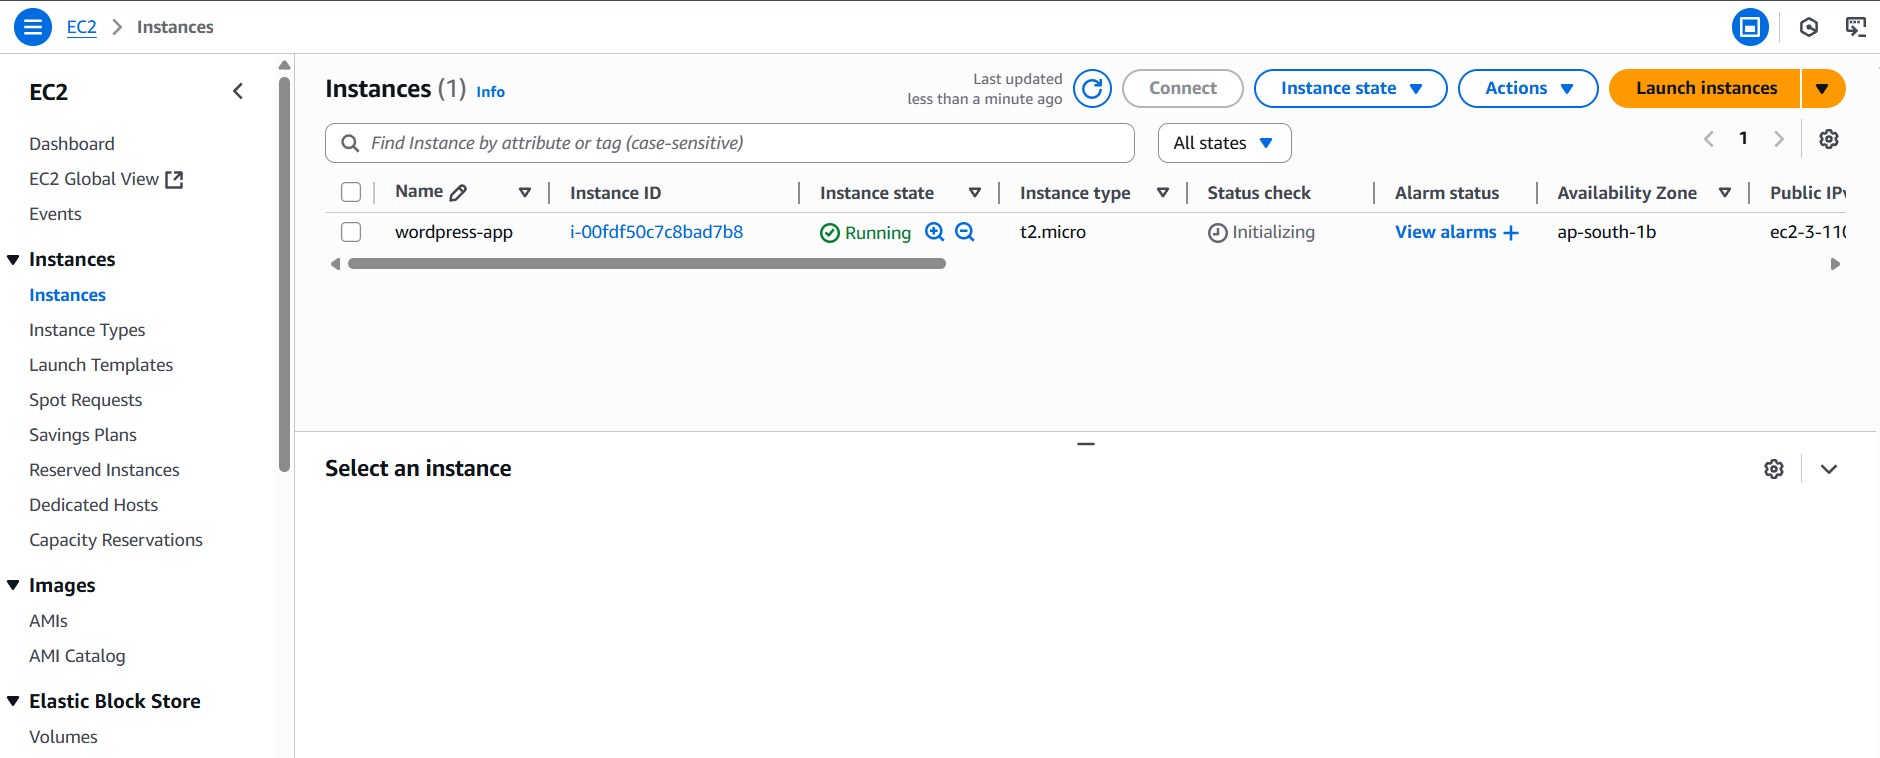 EC2 Instances
EC2
Dashboard
EC2 Global View
Events
Instances
Instances
Instance Types
Launch Templates
Spot Requests
Savings Plans
Reserved Instances
Dedicated Hosts
Capacity Reservations
Images
AMIs
AMI Catalog
Elastic Block Store
Volumes
Instances (1) Info
Last updated
less than a minute ago
Connect
Instance state
Actions
Launch instances
Find Instance by attribute or tag (case-sensitive)
All states
1
Name Instance ID Instance state Instance type Status check Alarm status Availability Zone Public IPv
wordpress-app i-00fdf50c7c8bad7b8 Running t2.micro Initializing View alarms + ap-south-1b ec2-3-110
Select an instance